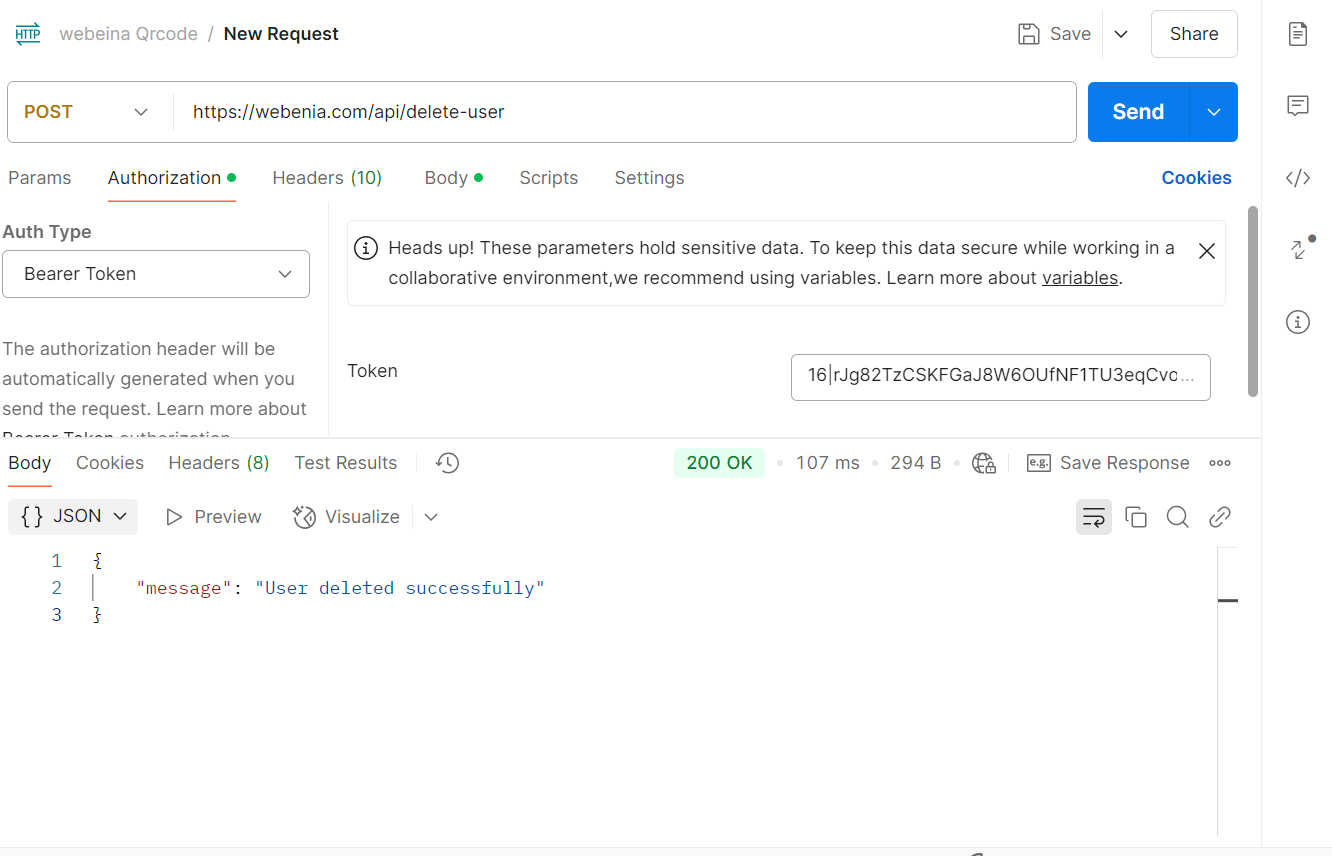 HTTP webeina Qrcode / New Request Save Share
POST https://webenia.com/api/delete-user Send
Params Authorization Headers (10) Body Scripts Settings Cookies
Auth Type
Bearer Token
The authorization header will be
automatically generated when you
send the request. Learn more about
Bearer Token authorization.
Heads up! These parameters hold sensitive data. To keep this data secure while working in a
collaborative environment,we recommend using variables. Learn more about variables.
Token 16|rJg82TzCSKFGaJ8W6OUfNF1TU3eqCvc...
Body Cookies Headers (8) Test Results 200 OK • 107 ms • 294 B • e.g. Save Response
{} JSON Preview Visualize
1 {
2 "message": "User deleted successfully"
3 }